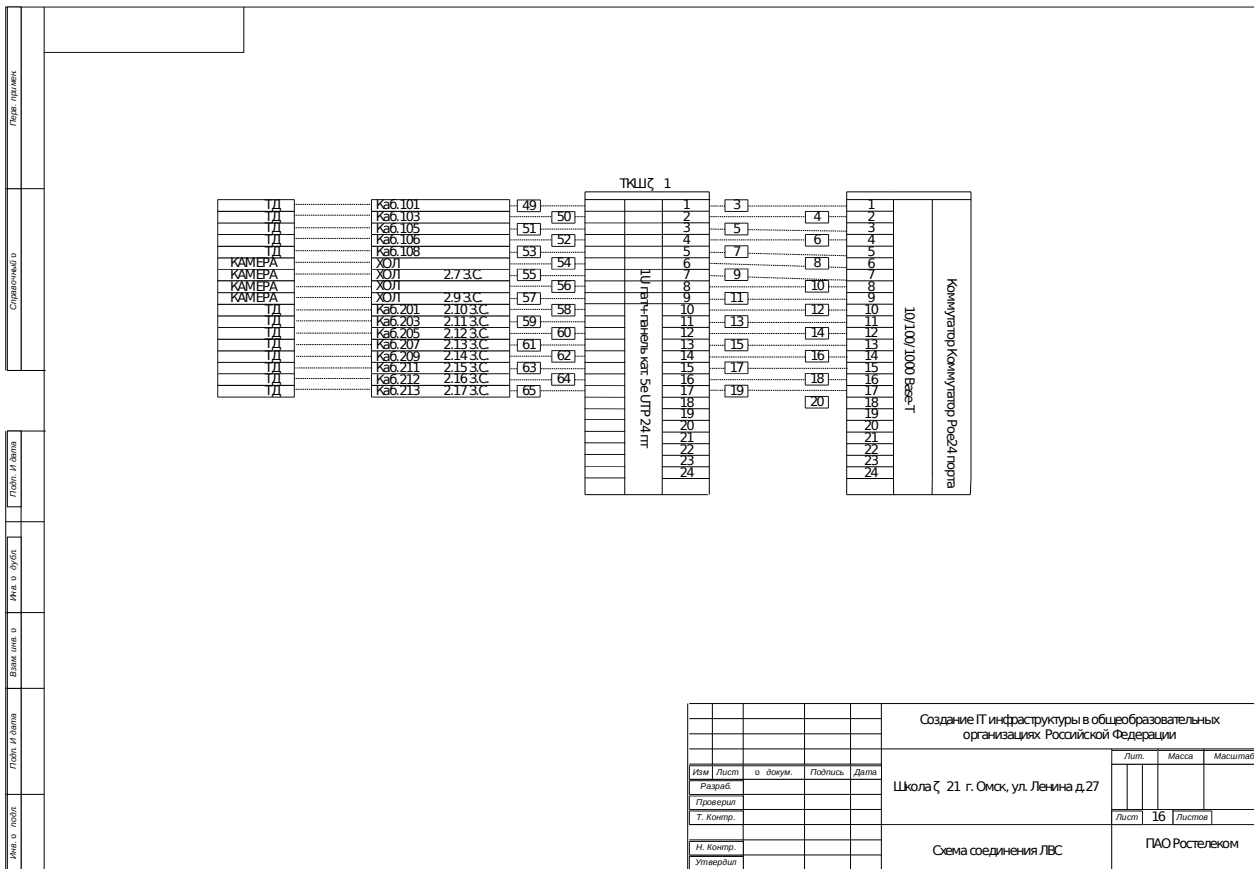 Перв. примен.
Справочный υ
Подп. И дата
Инв. υ дубл.
Взам. инв. υ
Подп. И дата
Инв. υ подл.
ТКШζ 1
ТД Каб.101 49 1 3 1
ТД Каб.103 50 2 4 2
ТД Каб.105 51 3 5 3
ТД Каб.106 52 4 6 4
ТД Каб.108 53 5 7 5
КАМЕРА ХОЛ 54 6 8 6
КАМЕРА ХОЛ 2.7 З.С. 55 7 9 7
КАМЕРА ХОЛ 56 8 10 8
КАМЕРА ХОЛ 2.9 З.С. 57 9 11 9
ТД Каб.201 2.10 З.С. 58 10 12 10
ТД Каб.203 2.11 З.С. 59 11 13 11
ТД Каб.205 2.12 З.С. 60 12 14 12
ТД Каб.207 2.13 З.С. 61 13 15 13
ТД Каб.209 2.14 З.С. 62 14 16 14
ТД Каб.211 2.15 З.С. 63 15 17 15
ТД Каб.212 2.16 З.С. 64 16 18 16
ТД Каб.213 2.17 З.С. 65 17 19 17
18 20 18
19 19
20 20
21 21
22 22
23 23
24 24
1U патч-панель кат. 5e UTP 24 пт
10/100/1000 Base-T
Коммутатор Коммутатор Poe24 порта
Создание IT инфраструктуры в общеобразовательных
организациях Российской Федерации
Изм Лист υ докум. Подпись Дата
Разраб.
Проверил
Т. Контр.
Н. Контр.
Утвердил
Школа ζ 21 г. Омск, ул. Ленина д.27
Лит. Масса Масштаб
Лист 16 Листов
Схема соединения ЛВС
ПАО Ростелеком